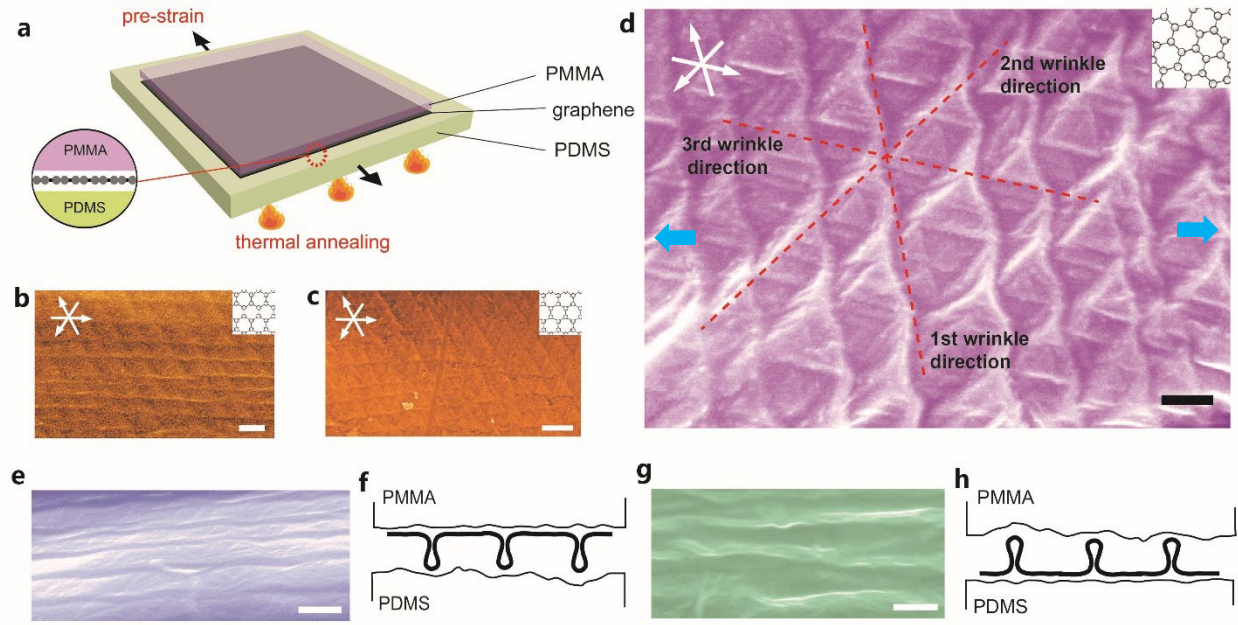 a
pre-strain
PMMA
graphene
PDMS
PMMA
PDMS
thermal annealing
b
c
d
2nd wrinkle
direction
3rd wrinkle
direction
1st wrinkle
direction
e
f
PMMA
PDMS
g
h
PMMA
PDMS